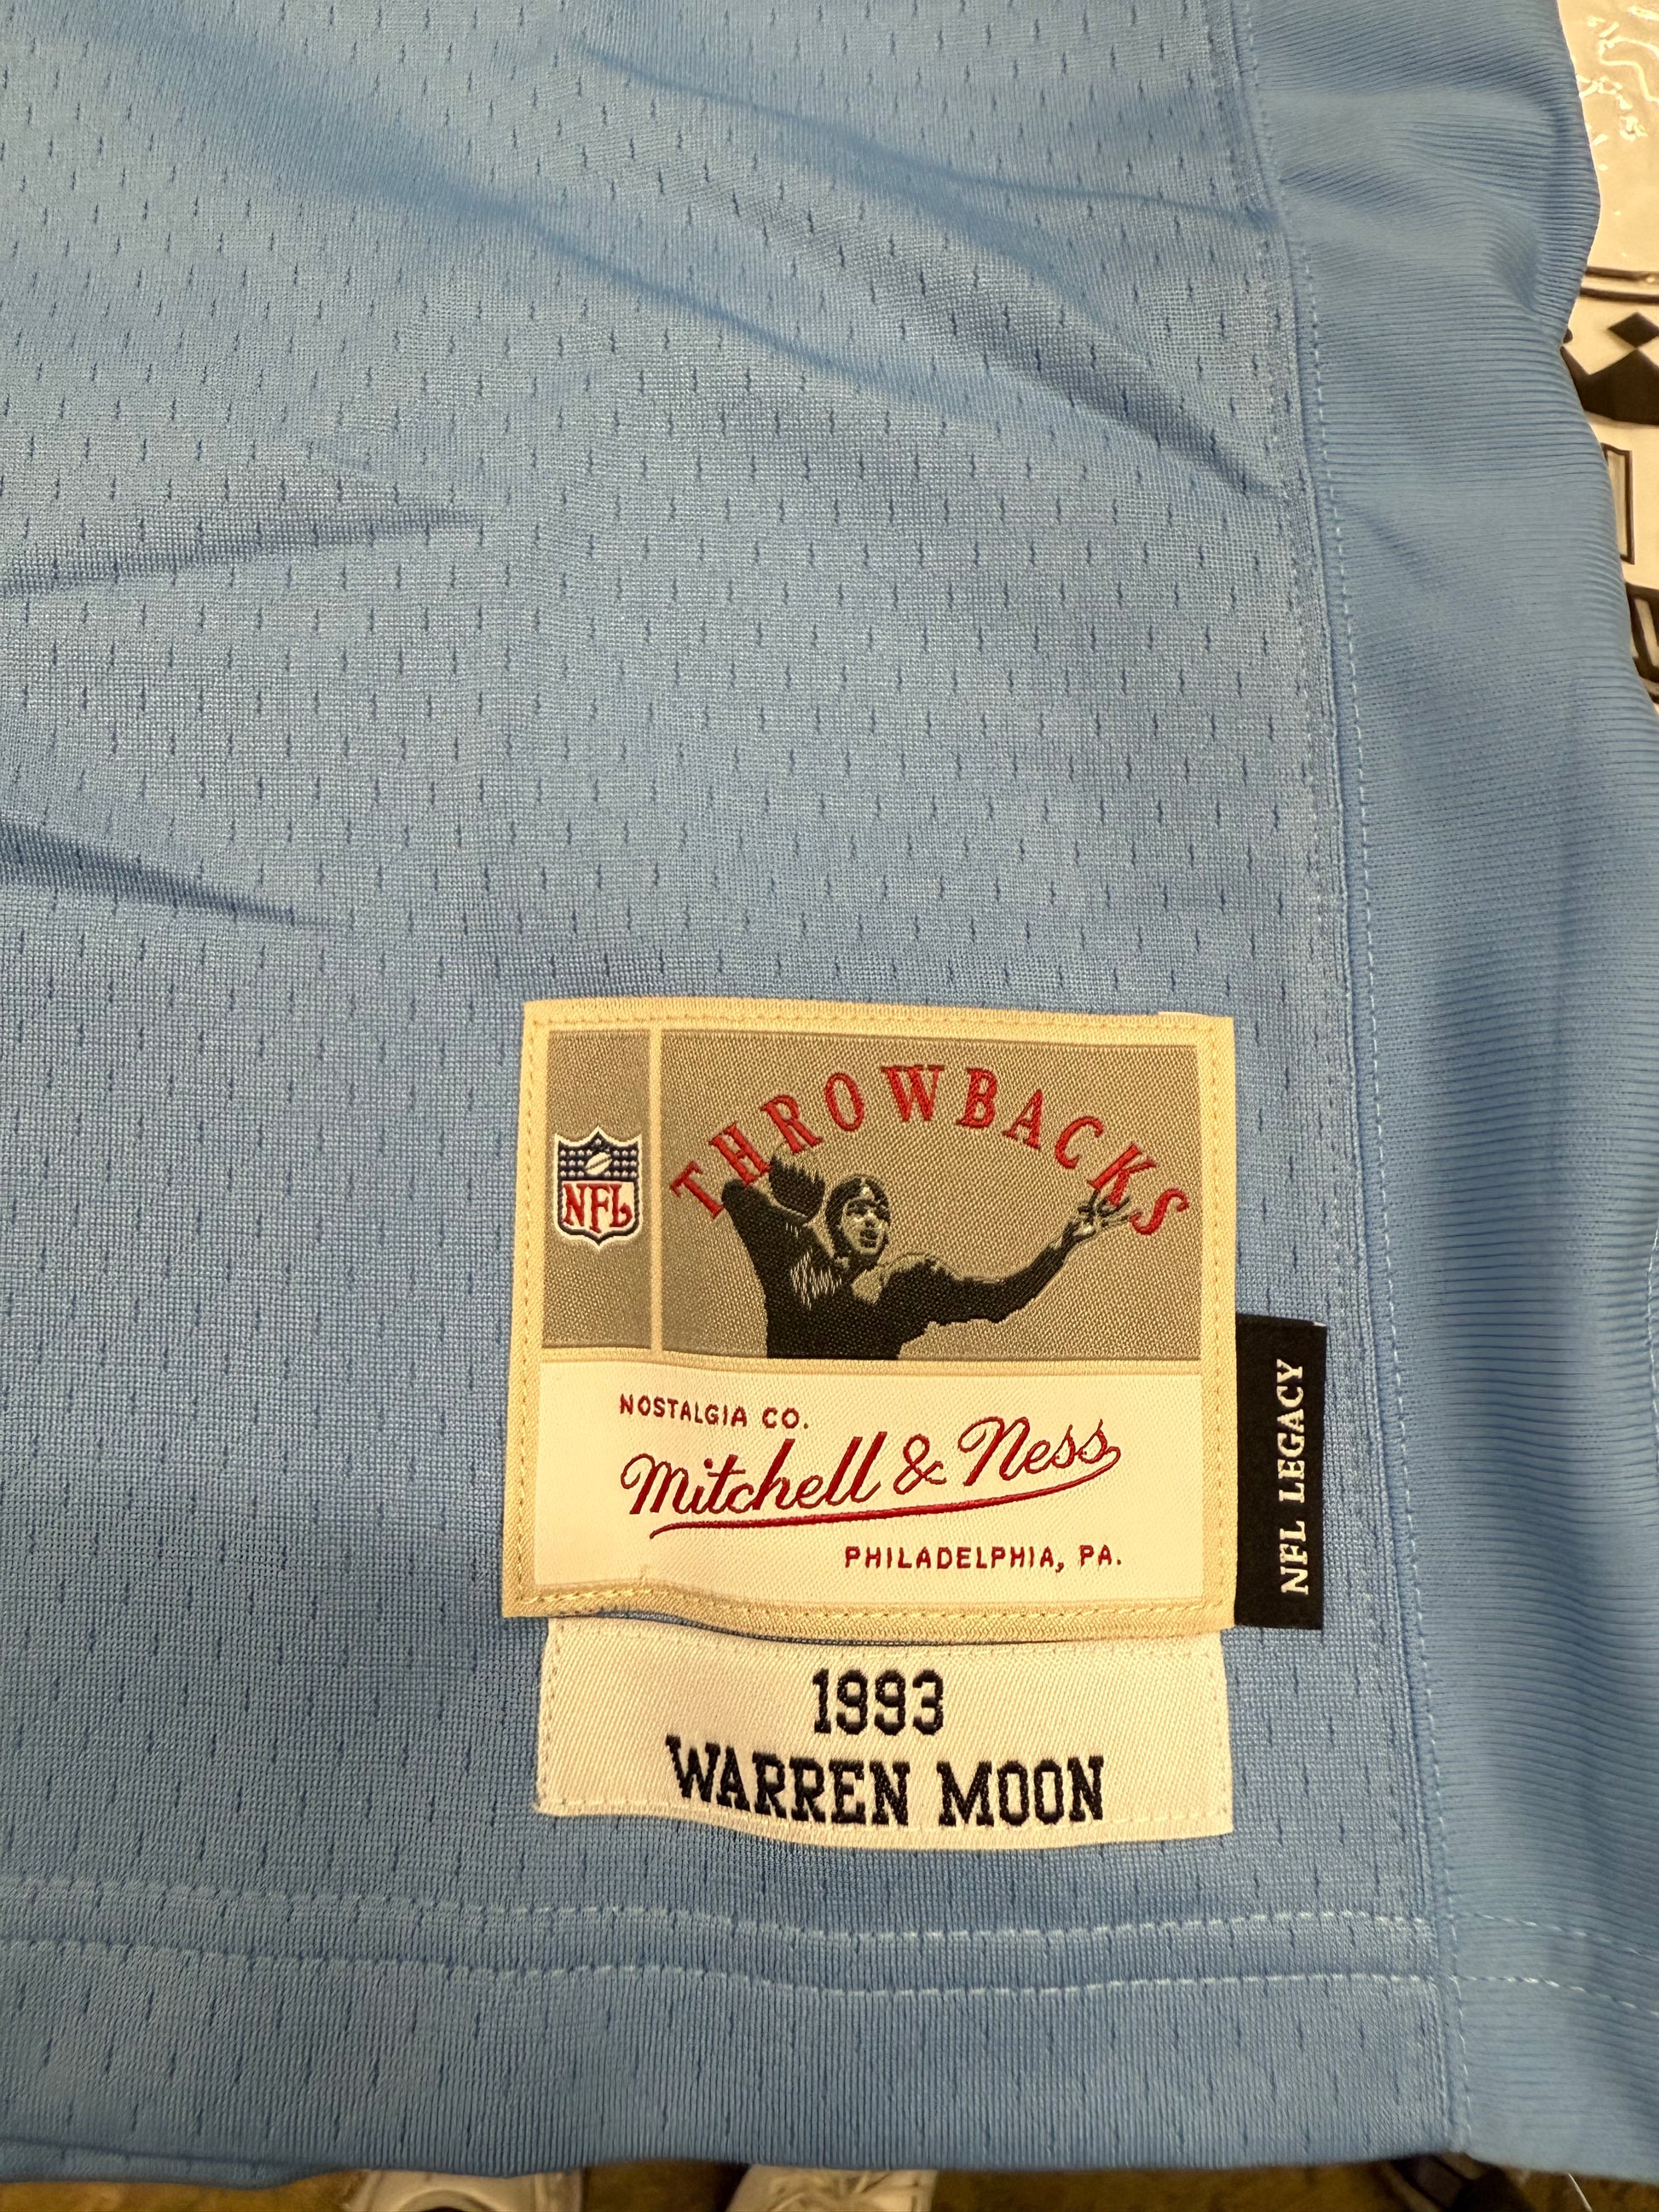 THROWBACKS
NFL
NOSTALGIA CO.
Mitchell & Ness
PHILADELPHIA, PA.
NFL LEGACY
1993
WARREN MOON